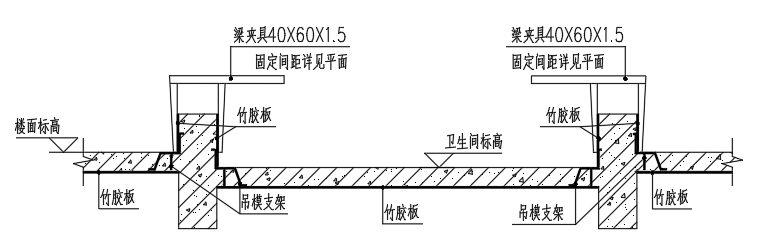 梁夹具40X60X1.5
固定间距详见平面
梁夹具40X60X1.5
固定间距详见平面
竹胶板
竹胶板
楼面标高
卫生间标高
竹胶板
吊模支架
竹胶板
吊模支架
竹胶板